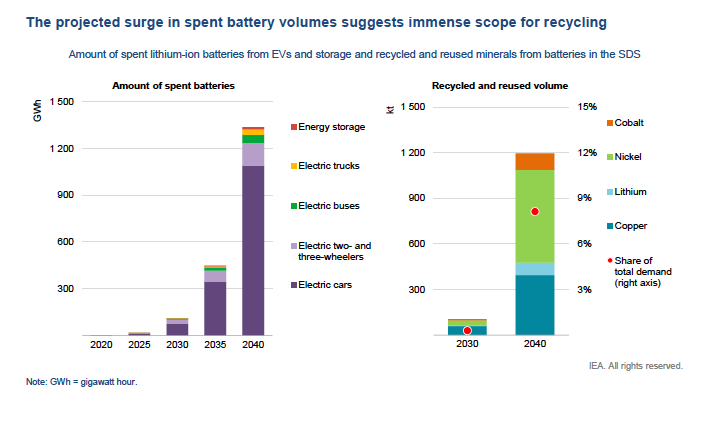 The projected surge in spent battery volumes suggests immense scope for recycling
Amount of spent lithium-ion batteries from EVs and storage and recycled and reused minerals from batteries in the SDS
Amount of spent batteries
GWh
1 500
1 200
900
600
300
2020
2025
2030
2035
2040
Energy storage
Electric trucks
Electric buses
Electric two- and
three-wheelers
Electric cars
Recycled and reused volume
kt
1 500
1 200
900
600
300
2030
2040
15%
12%
9%
6%
3%
Cobalt
Nickel
Lithium
Copper
Share of
total demand
(right axis)
IEA. All rights reserved.
Note: GWh = gigawatt hour.